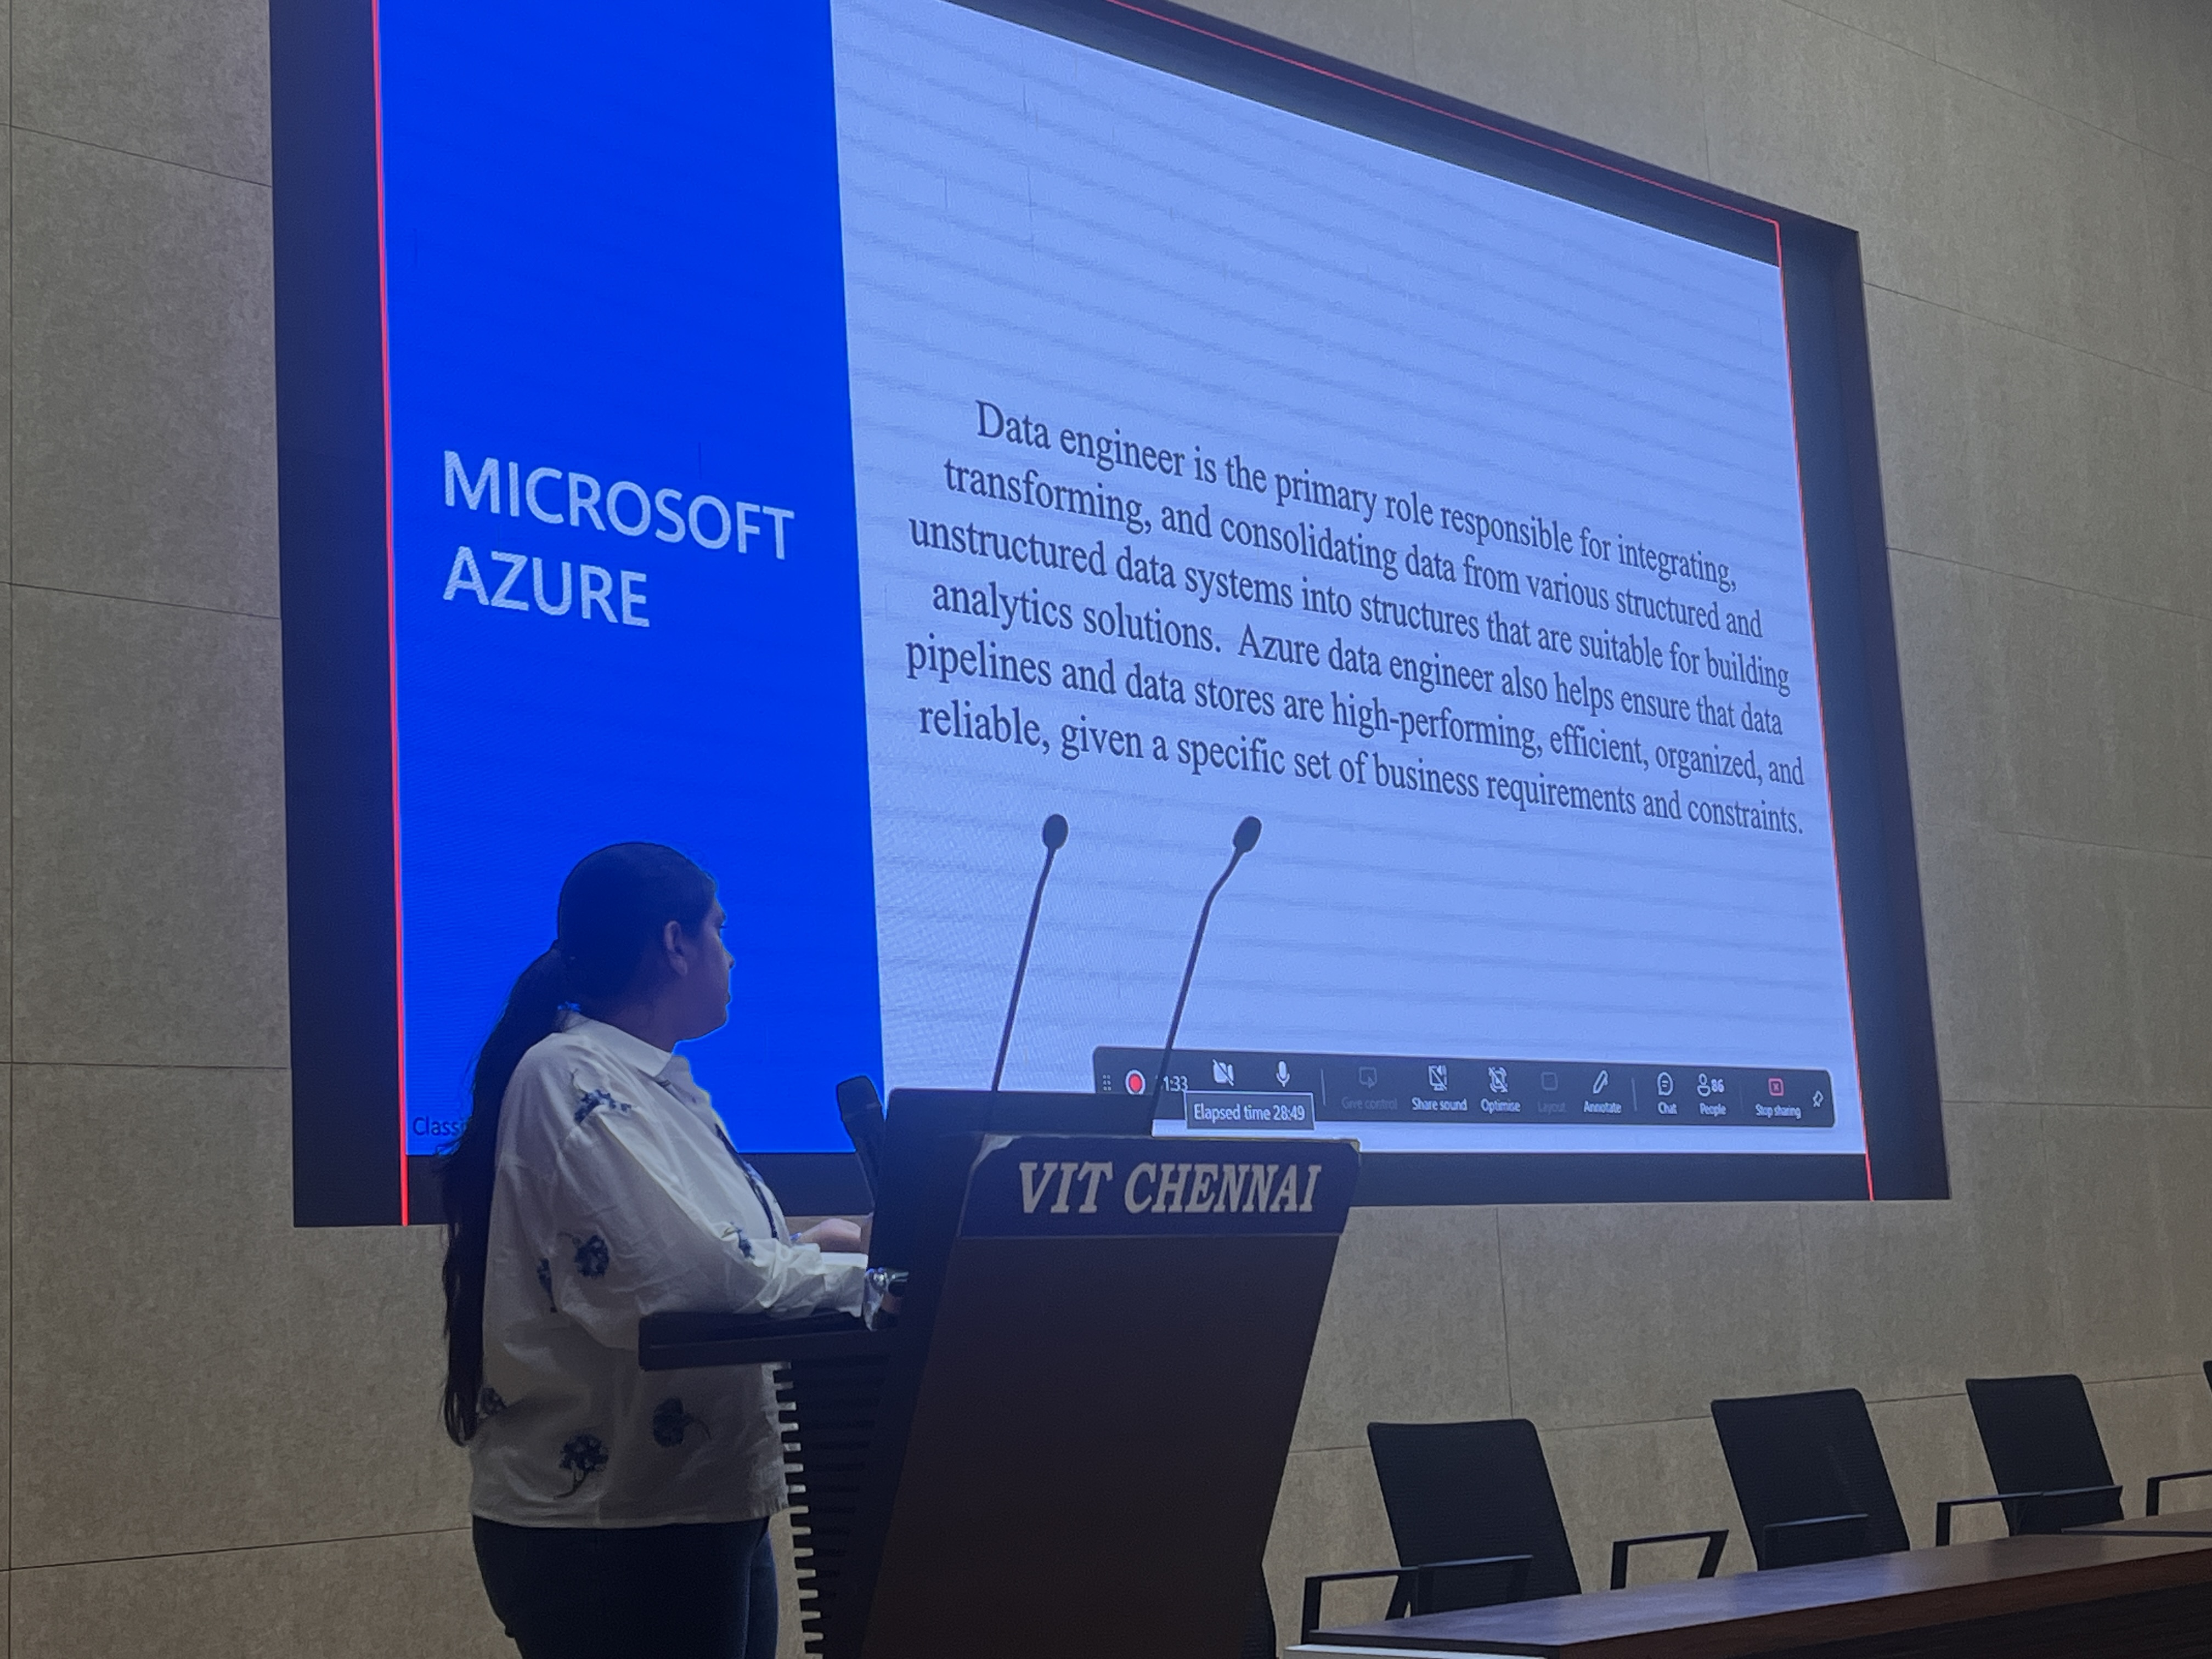 MICROSOFT
AZURE
Data engineer is the primary role responsible for integrating,
transforming, and consolidating data from various structured and
unstructured data systems into structures that are suitable for building
analytics solutions. Azure data engineer also helps ensure that data
pipelines and data stores are high-performing, efficient, organized, and
reliable, given a specific set of business requirements and constraints.
Give control
Share sound
Optimise
Layout
Annotate
Chat
86
People
Stop sharing
Elapsed time 28:49
VIT CHENNAI